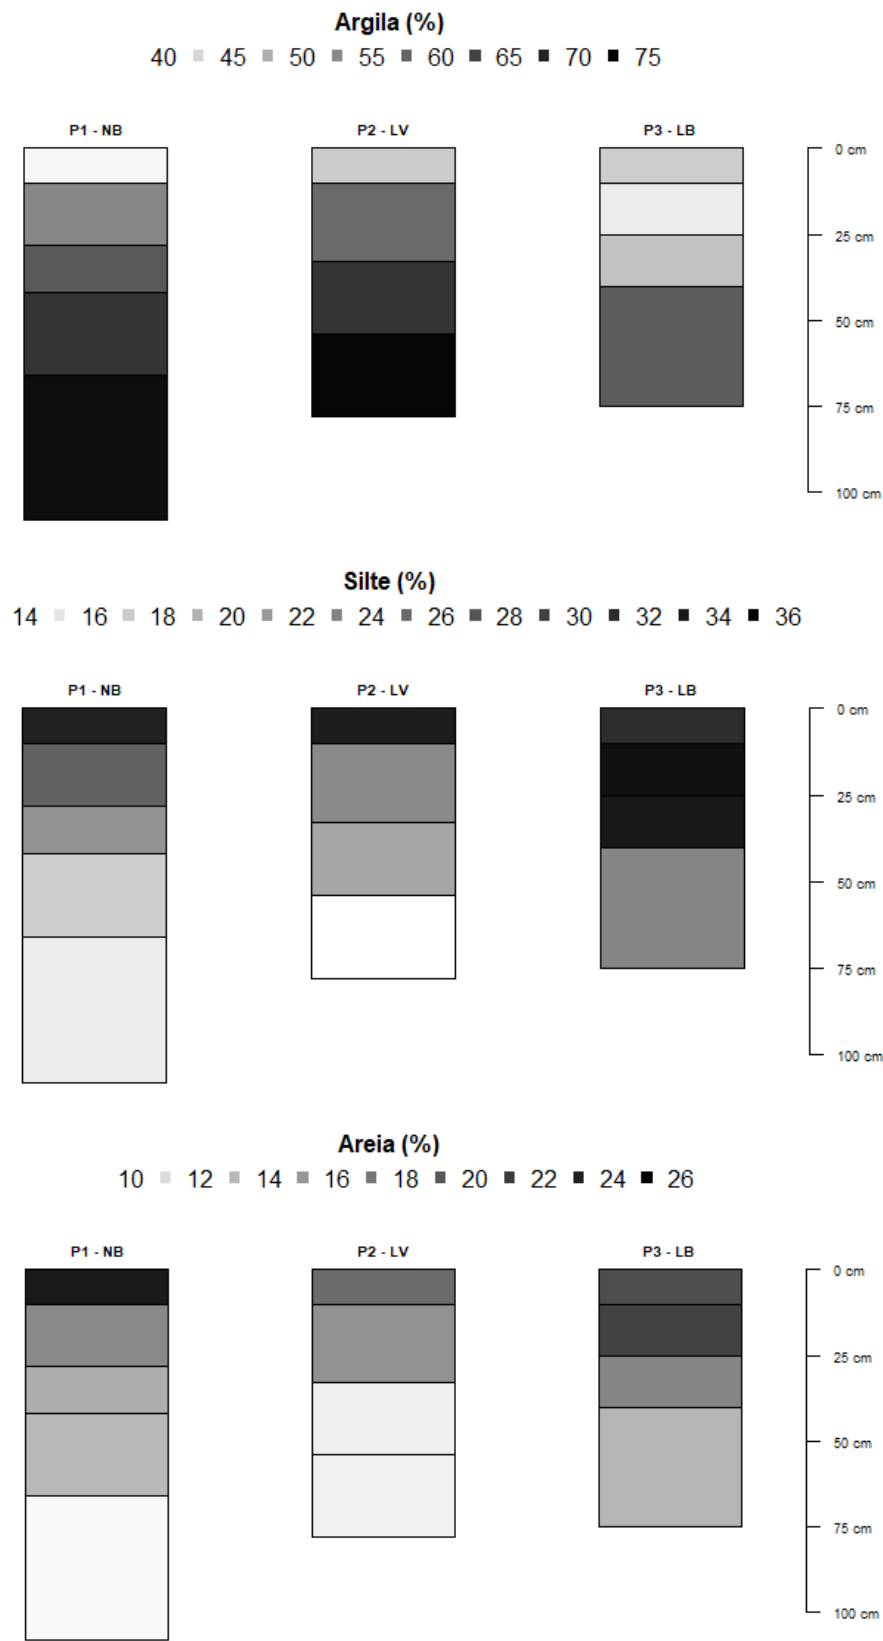 Argila (%)
40 45 50 55 60 65 70 75
P1 - NB P2 - LV P3 - LB
0 cm
25 cm
50 cm
75 cm
100 cm
Silte (%)
14 16 18 20 22 24 26 28 30 32 34 36
P1 - NB P2 - LV P3 - LB
0 cm
25 cm
50 cm
75 cm
100 cm
Areia (%)
10 12 14 16 18 20 22 24 26
P1 - NB P2 - LV P3 - LB
0 cm
25 cm
50 cm
75 cm
100 cm